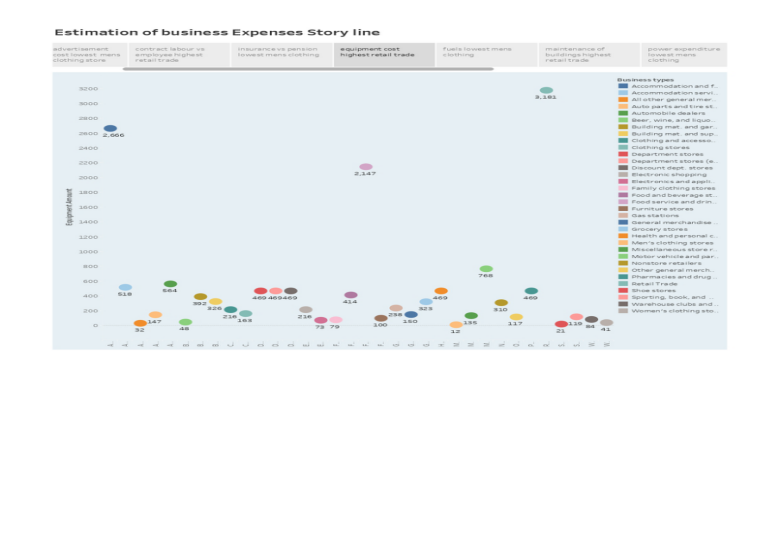 Estimation of business Expenses Story line
advertisement cost lowest mens clothing store
contract labour vs employee highest retail trade
insurance vs pension lowest mens clothing
equipment cost highest retail trade
fuels lowest mens clothing
maintenance of buildings highest retail trade
power expenditure lowest mens clothing
Equipment Amount
3200
3000
2800
2600
2400
2200
2000
1800
1600
1400
1200
1000
800
600
400
200
0
2,666
518
32
147
564
48
392
326
216
163
469
469
469
216
73
79
414
2,147
100
238
150
323
469
12
135
768
310
117
469
3,181
21
119
84
41
Business types
Accommodation and f..
Accommodation servi..
All other general mer..
Auto parts and tire st..
Automobile dealers
Beer, wine, and liquo..
Building mat. and gar..
Building mat. and sup..
Clothing and accesso..
Clothing stores
Department stores
Department stores (e..
Discount dept. stores
Electronic shopping..
Electronics and appli..
Family clothing stores
Food and beverage st..
Food service and drin..
Furniture stores
Gas stations
General merchandise..
Grocery stores
Health and personal c..
Men's clothing stores
Miscellaneous store r..
Motor vehicle and par..
Nonstore retailers
Other general merch..
Pharmacies and drug..
Retail Trade
Shoe stores
Sporting, book, and ..
Warehouse clubs and..
Women's clothing sto..